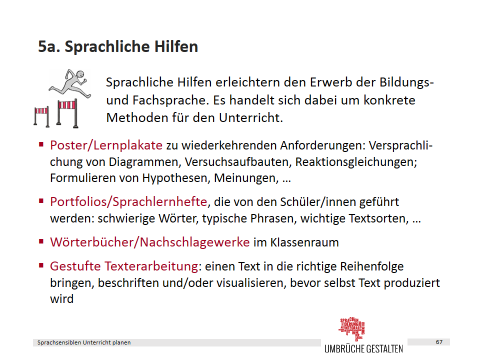 5a. Sprachliche Hilfen
Sprachliche Hilfen erleichtern den Erwerb der Bildungs-
und Fachsprache. Es handelt sich dabei um konkrete
Methoden für den Unterricht.
▪ Poster/Lernplakate zu wiederkehrenden Anforderungen: Versprachli-
chung von Diagrammen, Versuchsaufbauten, Reaktionsgleichungen;
Formulieren von Hypothesen, Meinungen, …
▪ Portfolios/Sprachlernhefte, die von den Schüler/innen geführt
werden: schwierige Wörter, typische Phrasen, wichtige Textsorten, …
▪ Wörterbücher/Nachschlagewerke im Klassenraum
▪ Gestufte Texterarbeitung: einen Text in die richtige Reihenfolge
bringen, beschriften und/oder visualisieren, bevor selbst Text produziert
wird
Sprachsensiblen Unterricht planen
UMBRÜCHE GESTALTEN
67